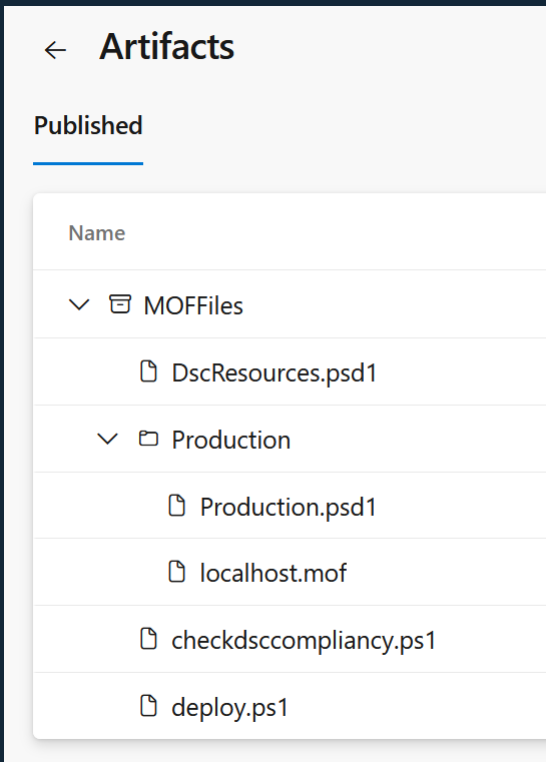 Artifacts
Published
Name
MOFFiles
DscResources.psd1
Production
Production.psd1
localhost.mof
checkdsccompliancy.ps1
deploy.ps1